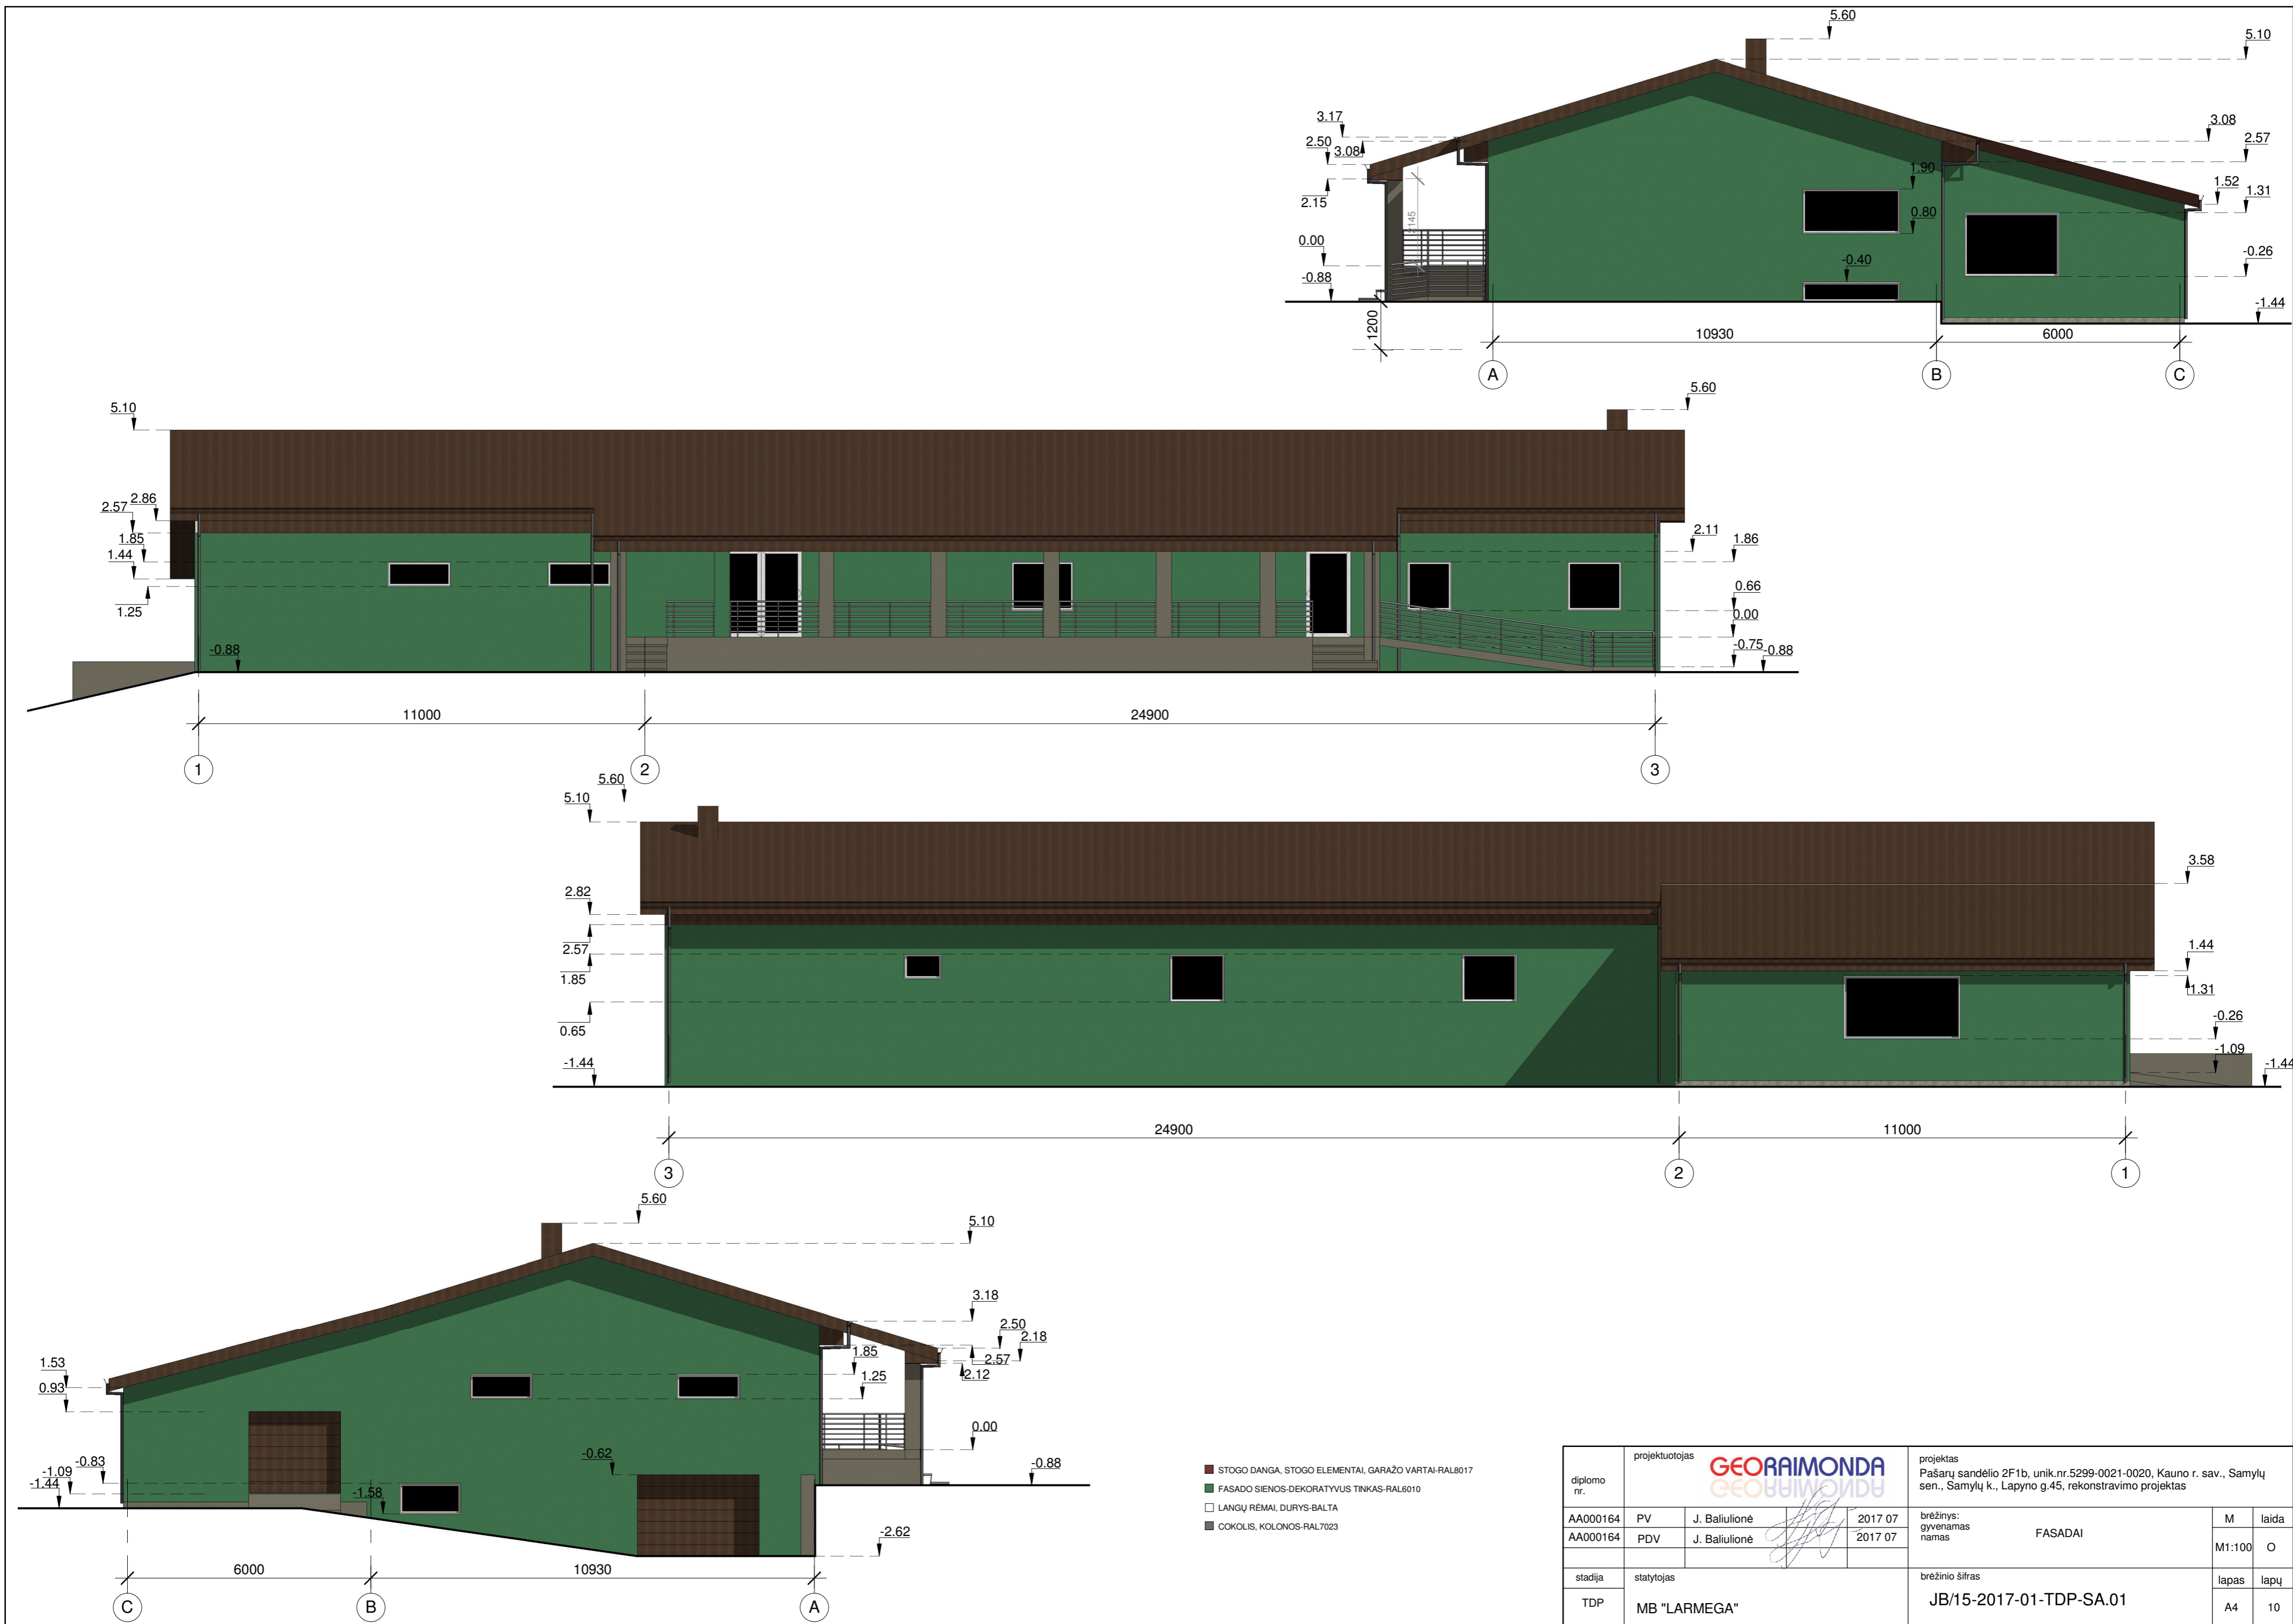 5.60
5.10
3.17
2.50
3.08
2.15
0.00
-0.88
2145
1200
1.90
0.80
-0.40
3.08
2.57
1.52
1.31
-0.26
-1.44
10930
6000
A
B
C
5.10
5.60
2.86
2.57
1.85
1.44
1.25
-0.88
2.11
1.86
0.66
0.00
-0.75
-0.88
11000
24900
1
2
3
5.60
5.10
2.82
2.57
1.85
0.65
-1.44
3.58
1.44
1.31
-0.26
-1.09
-1.44
24900
11000
3
2
1
5.60
5.10
3.18
2.50
2.18
2.57
2.12
1.85
1.25
0.00
-0.88
-2.62
1.53
0.93
-0.83
-1.09
-1.44
-1.58
-0.62
6000
10930
C
B
A
STOGO DANGA, STOGO ELEMENTAI, GARAŽO VARTAI-RAL8017
FASADO SIENOS-DEKORATYVUS TINKAS-RAL6010
LANGŲ RĖMAI, DURYS-BALTA
COKOLIS, KOLONOS-RAL7023
diplomo nr.
projektuotojas
GEORAIMONDA
projektas
Pašarų sandėlio 2F1b, unik.nr.5299-0021-0020, Kauno r. sav., Samylų
sen., Samylų k., Lapyno g.45, rekonstravimo projektas
AA000164 PV J. Baliulionė 2017 07
AA000164 PDV J. Baliulionė 2017 07
brėžinys:
gyvenamas
namas
FASADAI
M laida
M1:100 O
stadija
TDP
statytojas
MB "LARMEGA"
brėžinio šifras
JB/15-2017-01-TDP-SA.01
lapas lapų
A4 10